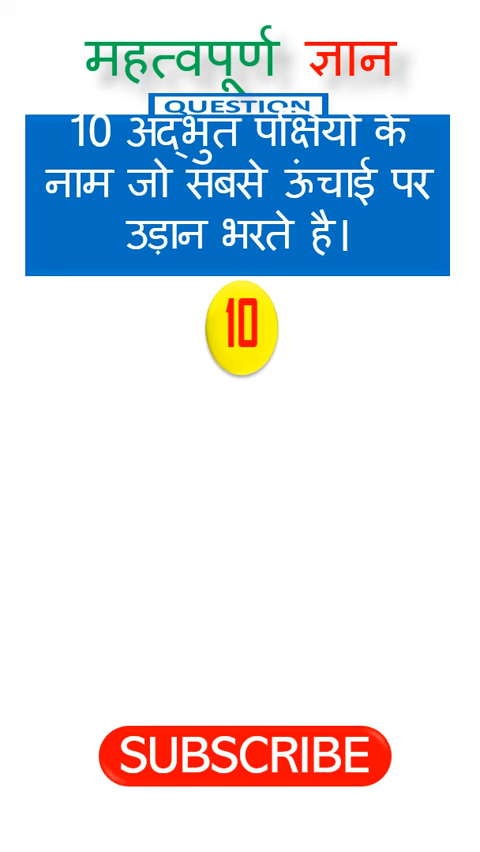 महत्वपूर्ण ज्ञान
QUESTION
10 अद्भुत पक्षियों के
नाम जो सबसे ऊंचाई पर
उड़ान भरते है।
10
SUBSCRIBE